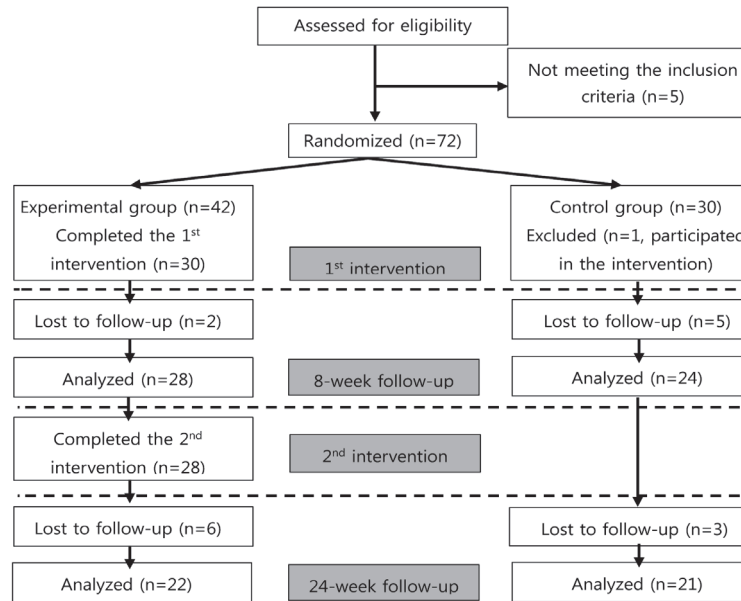 Assessed for eligibility
Not meeting the inclusion
criteria (n=5)
Randomized (n=72)
Experimental group (n=42)
Completed the 1st
intervention (n=30)
1st intervention
Control group (n=30)
Excluded (n=1, participated
in the intervention)
Lost to follow-up (n=2)
Lost to follow-up (n=5)
Analyzed (n=28)
8-week follow-up
Analyzed (n=24)
Completed the 2nd
intervention (n=28)
2nd intervention
Lost to follow-up (n=6)
Lost to follow-up (n=3)
Analyzed (n=22)
24-week follow-up
Analyzed (n=21)